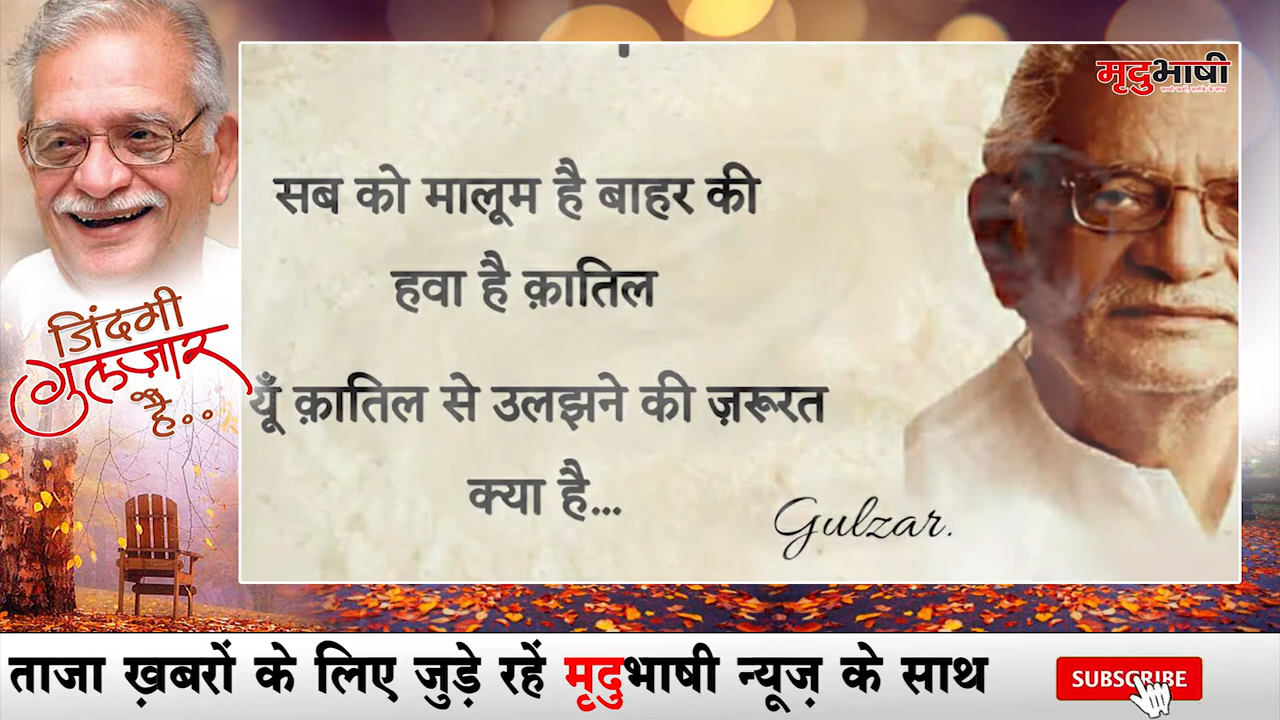 मृदुभाषी
सब को मालूम है बाहर की
हवा है क़ातिल
यूँ क़ातिल से उलझने की ज़रूरत
क्या है...
Gulzar.
जिंदगी
गुलज़ार
है..
ताजा ख़बरों के लिए जुड़े रहें मृदुभाषी न्यूज़ के साथ
SUBSCRIBE